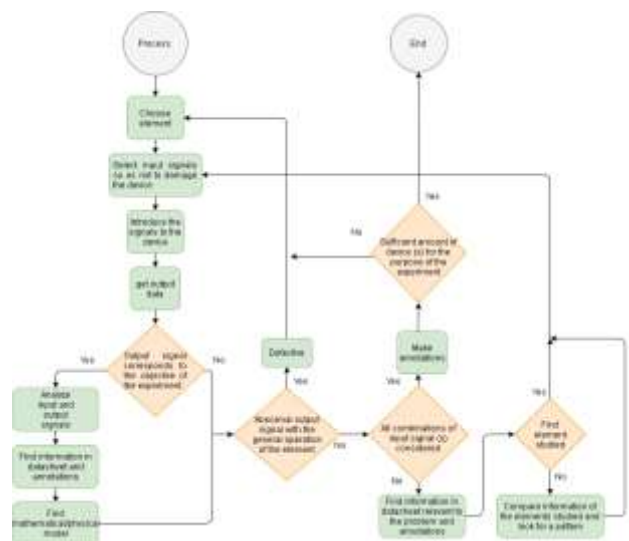 Process
End
Choose
element
Select input signals
so as not to damage
the device
Introduce the
signals to the
device
get output
data
Output signal
corresponds to
the objective of
the experiment
Yes
No
Analise
input and
output
signals
Find information in
datasheet and
annotations
Find
mathematical/physical
model
Defective
Yes
output
signal with the
general operation
of the element
No
All combinations of
input signal (s)
considered
Yes
No
Make
annotations
Sufficient amount of
device (s) for the
purpose of the
experiment
No
Yes
Find information in
datasheet relevant to
the problem and
annotations
Find
element
studied
Yes
No
Compare information of
the elements studied and
look for a pattern